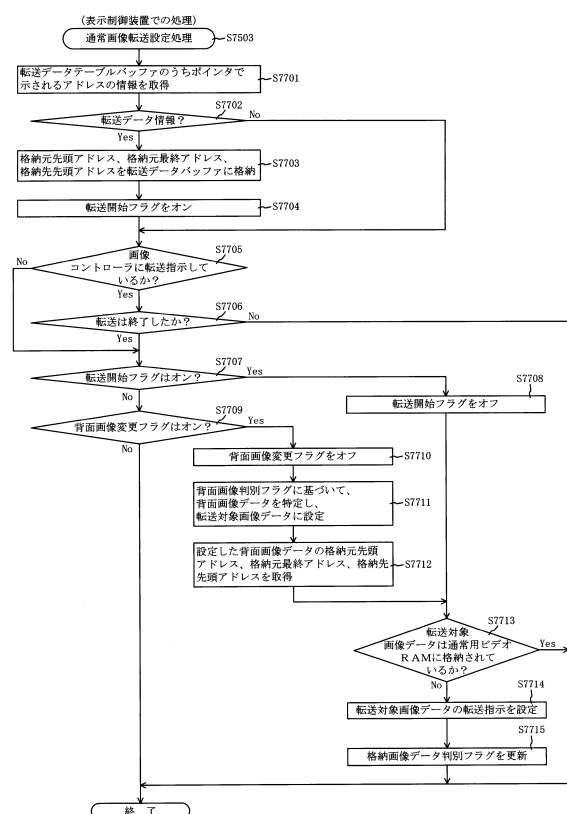 (表示制御装置での処理)
通常画像転送設定処理
S7503
転送データテーブルバッファのうちポインタで
示されるアドレスの情報を取得
S7701
S7702
転送データ情報?
No
Yes
格納元先頭アドレス、格納元最終アドレス、
格納先先頭アドレスを転送データバッファに格納
S7703
転送開始フラグをオン
S7704
S7705
画像
コントローラに転送指示して
いるか?
No
Yes
S7706
転送は終了したか?
No
Yes
S7707
転送開始フラグはオン?
Yes
No
S7708
転送開始フラグをオフ
S7709
背面画像変更フラグはオン?
Yes
No
背面画像変更フラグをオフ
S7710
背面画像判別フラグに基づいて、
背面画像データを特定し、
転送対象画像データに設定
S7711
設定した背面画像データの格納元先頭
アドレス、格納元最終アドレス、格納先
先頭アドレスを取得
S7712
S7713
転送対象
画像データは通常用ビデオ
RAMに格納されて
いるか?
Yes
No
S7714
転送対象画像データの転送指示を設定
S7715
格納画像データ判別フラグを更新
終 了